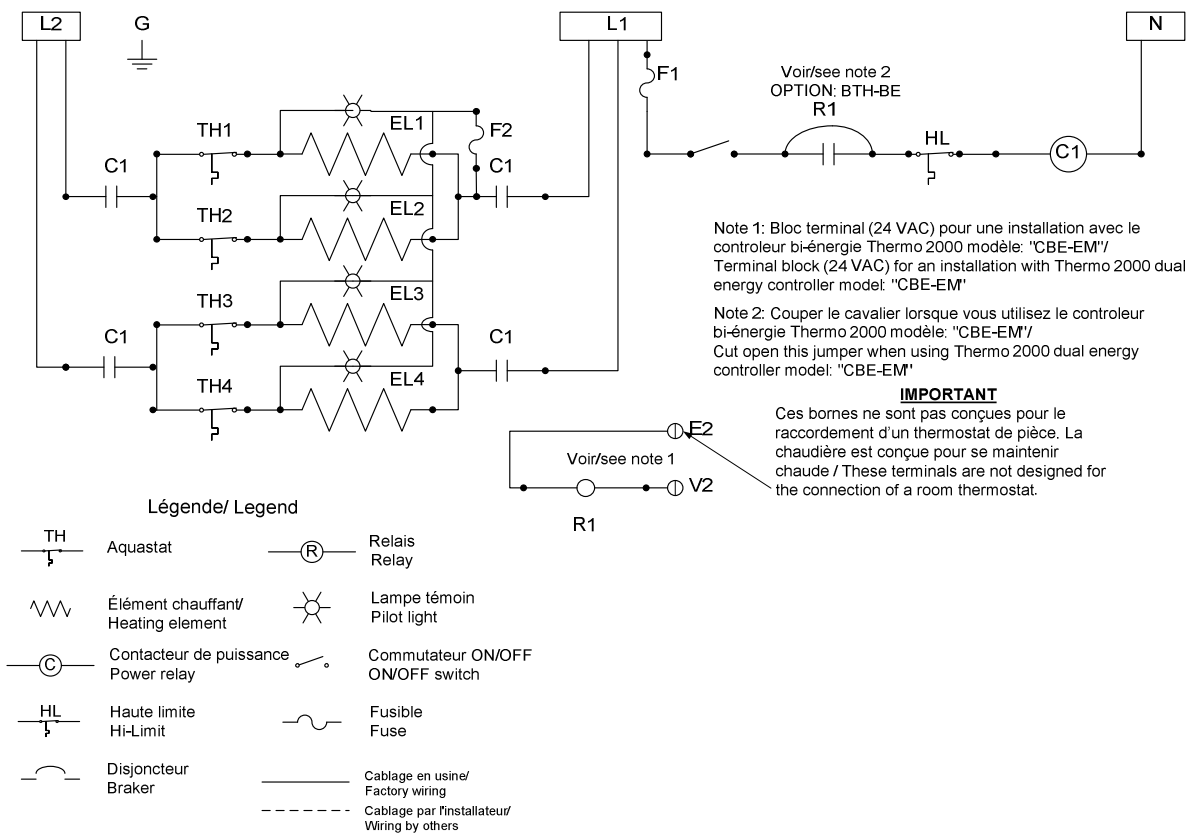 L2
G
L1
N
F1
Voir/see note 2
OPTION: BTH-BE
R1
HL
C1
TH1
EL1
F2
C1
C1
TH2
EL2
TH3
EL3
C1
C1
TH4
EL4
Note 1: Bloc terminal (24 VAC) pour une installation avec le
controleur bi-énergie Thermo 2000 modèle: "CBE-EM"/
Terminal block (24 VAC) for an installation with Thermo 2000 dual
energy controller model: "CBE-EM"
Note 2: Couper le cavalier lorsque vous utilisez le controleur
bi-énergie Thermo 2000 modèle: "CBE-EM"/
Cut open this jumper when using Thermo 2000 dual energy
controller model: "CBE-EM"
IMPORTANT
Ces bornes ne sont pas conçues pour le
raccordement d'un thermostat de pièce. La
chaudière est conçue pour se maintenir
chaude / These terminals are not designed for
the connection of a room thermostat.
E2
Voir/see note 1
V2
R1
Légende/ Legend
TH
Aquastat
R
Relais
Relay
Élément chauffant/
Heating element
Lampe témoin
Pilot light
C
Contacteur de puissance
Power relay
Commutateur ON/OFF
ON/OFF switch
HL
Haute limite
Hi-Limit
Fusible
Fuse
Disjoncteur
Braker
Cablage en usine/
Factory wiring
Cablage par l'installateur/
Wiring by others